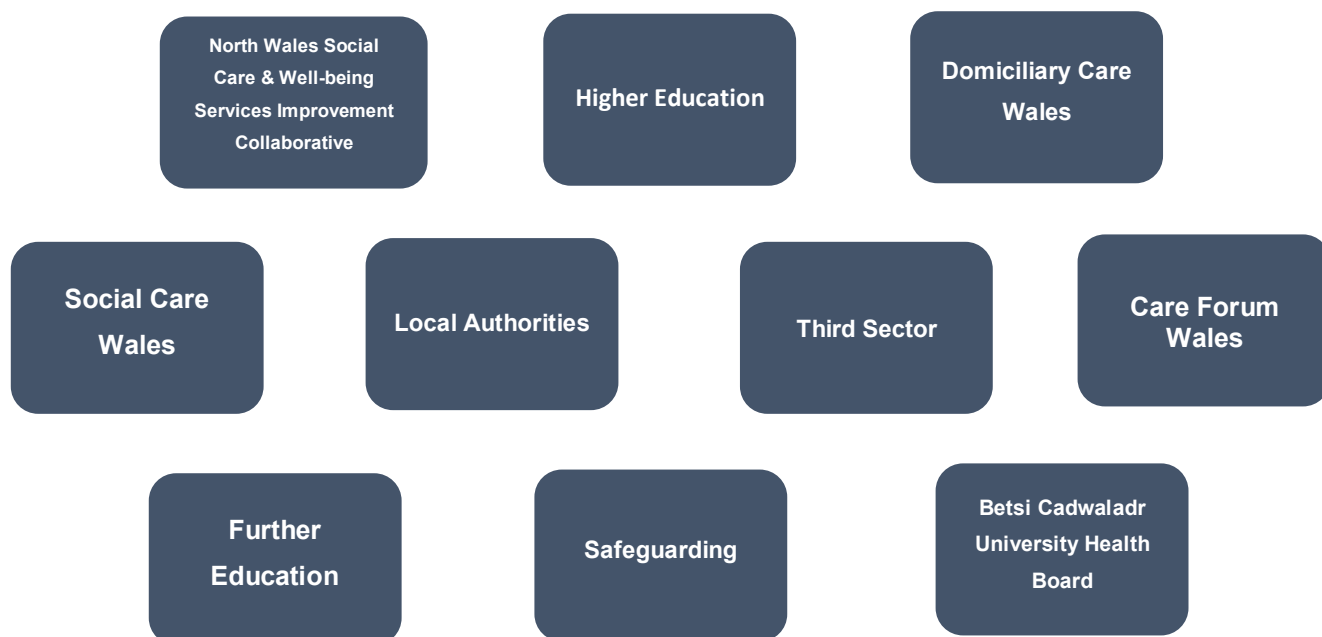 North Wales Social
Care & Well-being
Services Improvement
Collaborative
Higher Education
Domiciliary Care
Wales
Social Care
Wales
Local Authorities
Third Sector
Care Forum
Wales
Further
Education
Safeguarding
Betsi Cadwaladr
University Health
Board